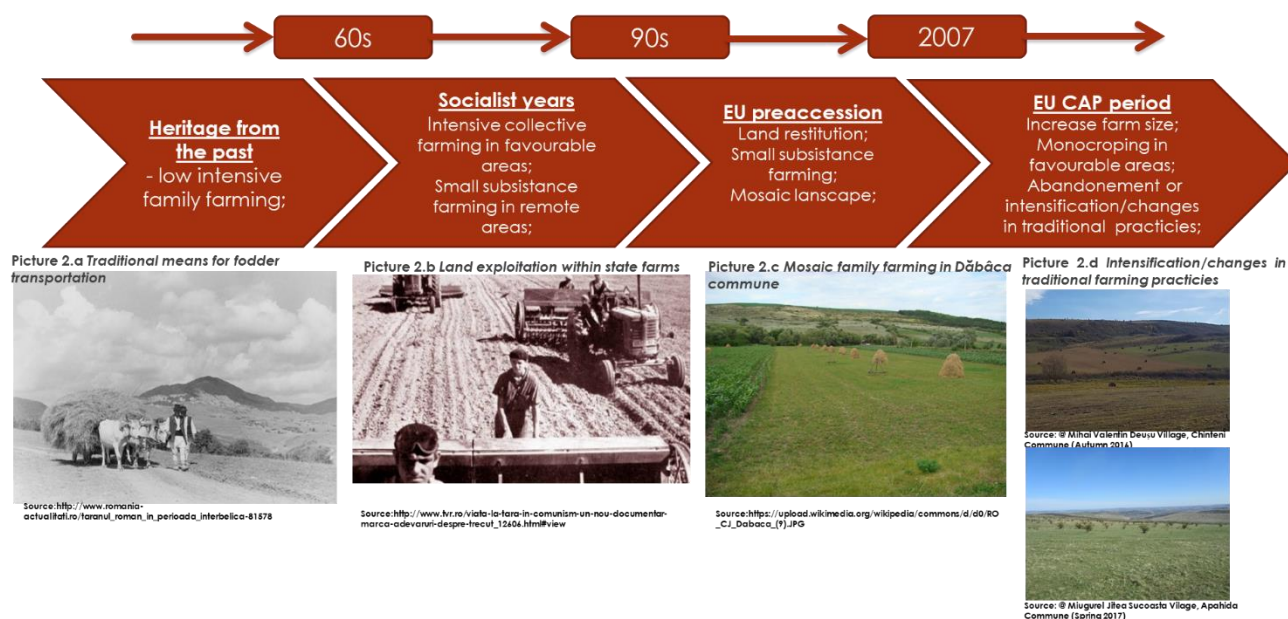 60s
90s
2007
Heritage from
the past
- low intensive
family farming;
Socialist years
Intensive collective
farming in favourable
areas;
Small subsistance
farming in remote
areas;
EU preaccession
Land restitution;
Small subsistance
farming;
Mosaic lanscape;
EU CAP period
Increase farm size;
Monocroping in
favourable areas;
Abandonement or
intensification/changes
in traditional practicies;
Picture 2.a Traditional means for fodder
transportation
Picture 2.b Land exploitation within state farms
Picture 2.c Mosaic family farming in Dăbâca
commune
Picture 2.d Intensification/changes in
traditional farming practicies
Source:http://www.romania-
actualitati.ro/taranul_roman_in_perioada_interbelica-81578
Source:http://www.tvr.ro/viata-la-tara-in-comunism-un-nou-documentar-
marca-adevaruri-despre-trecut_12606.html#view
Source:https://upload.wikimedia.org/wikipedia/commons/d/d0/RO
_CJ_Dabaca_(9).JPG
Source: @ Mihai Valentin Deușu Village, Chinteni
Commune (Autumn 2016)
Source: @ Miugurel Jitea Sucoasta Vilage, Apahida
Commune (Spring 2017)